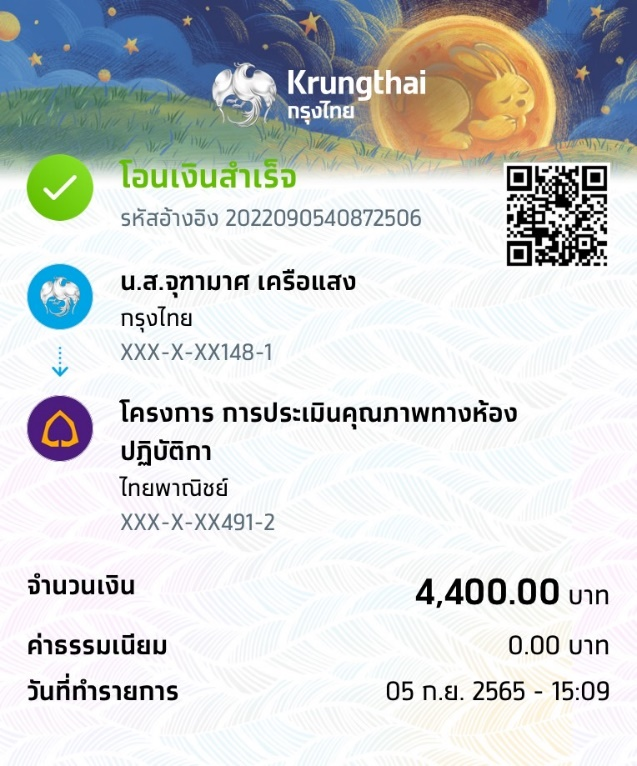 Krungthai
กรุงไทย
โอนเงินสำเร็จ
รหัสอ้างอิง 2022090540872506
น.ส.จุฑามาศ เครือแสง
กรุงไทย
XXX-X-XX148-1
โครงการ การประเมินคุณภาพทางห้อง
ปฏิบัติกา
ไทยพาณิชย์
XXX-X-XX491-2
จำนวนเงิน 4,400.00 บาท
ค่าธรรมเนียม 0.00 บาท
วันที่ทำรายการ 05 ก.ย. 2565 - 15:09